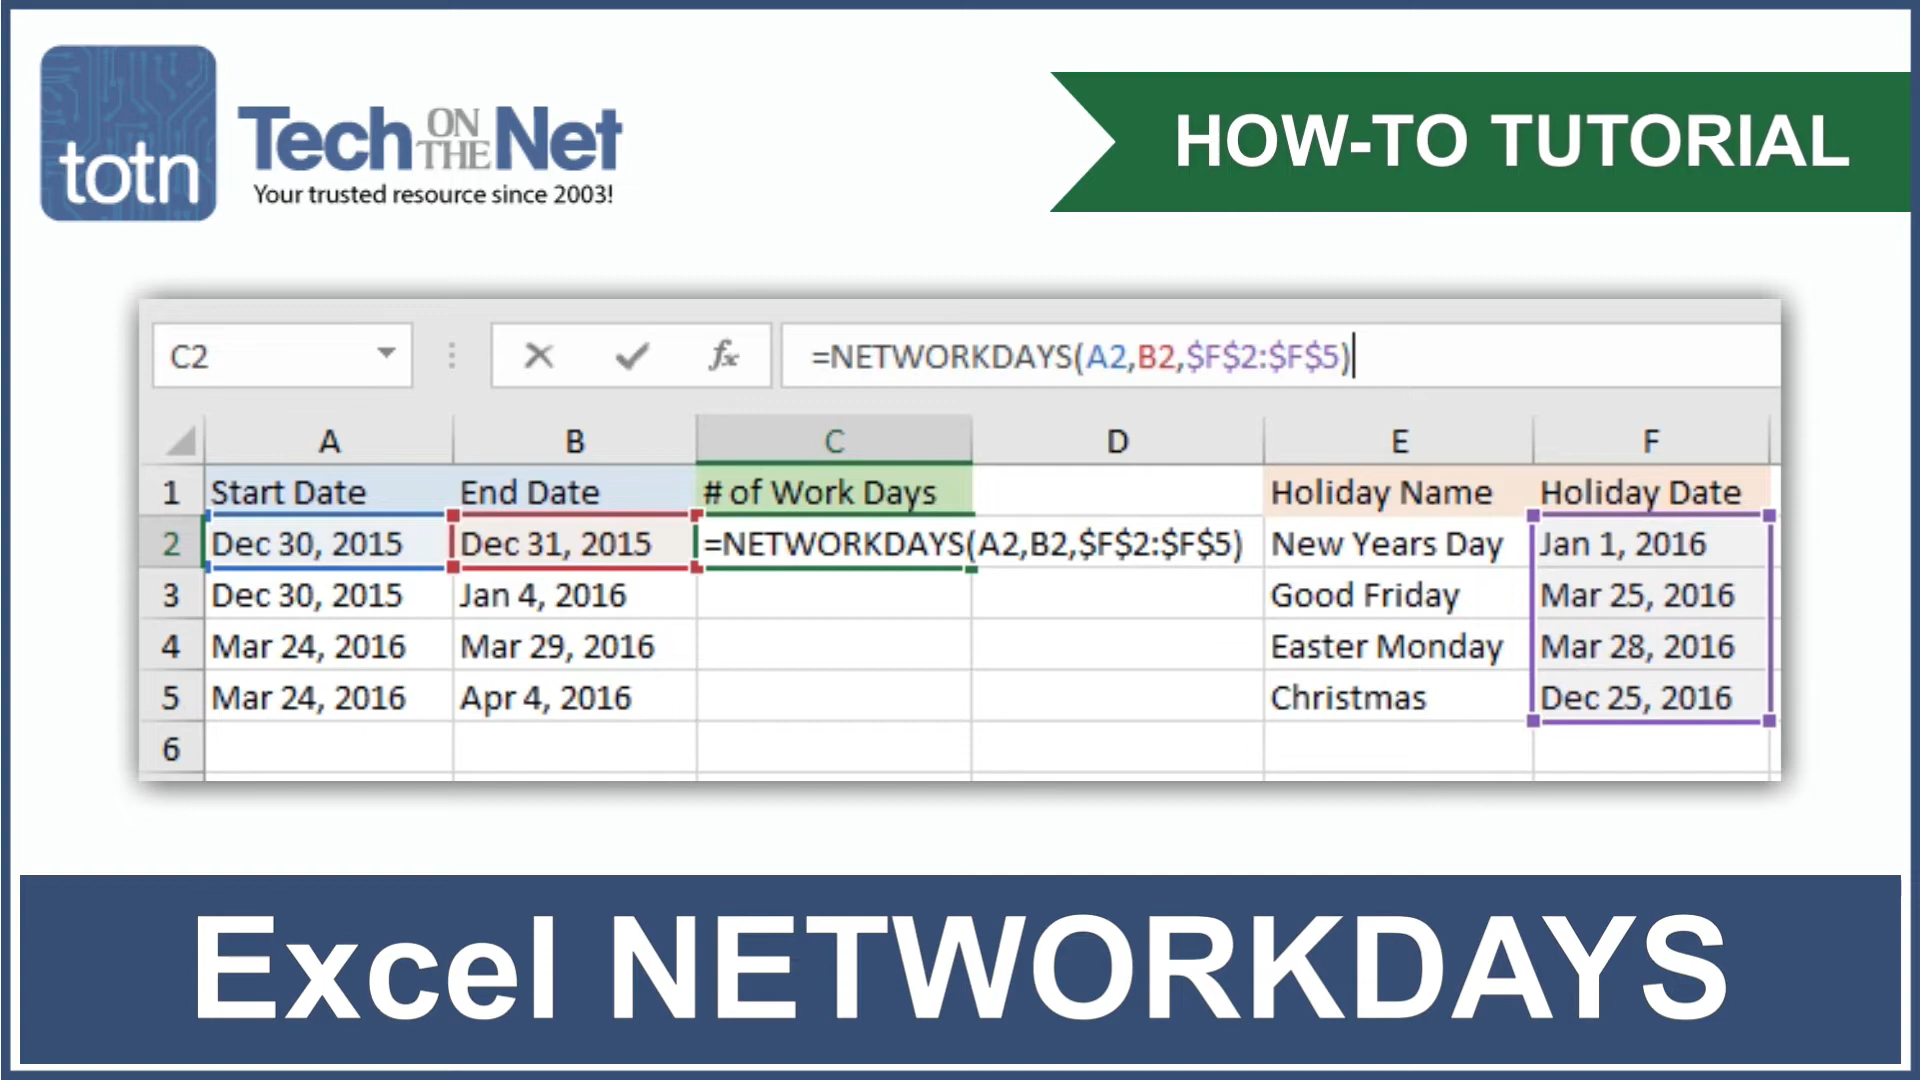 totn
Tech ON THE Net
Your trusted resource since 2003!
HOW-TO TUTORIAL
C2 fx =NETWORKDAYS(A2,B2,$F$2:$F$5)
A B C D E F
1 Start Date End Date # of Work Days Holiday Name Holiday Date
2 Dec 30, 2015 Dec 31, 2015 =NETWORKDAYS(A2,B2,$F$2:$F$5) New Years Day Jan 1, 2016
3 Dec 30, 2015 Jan 4, 2016 Good Friday Mar 25, 2016
4 Mar 24, 2016 Mar 29, 2016 Easter Monday Mar 28, 2016
5 Mar 24, 2016 Apr 4, 2016 Christmas Dec 25, 2016
6
Excel NETWORKDAYS